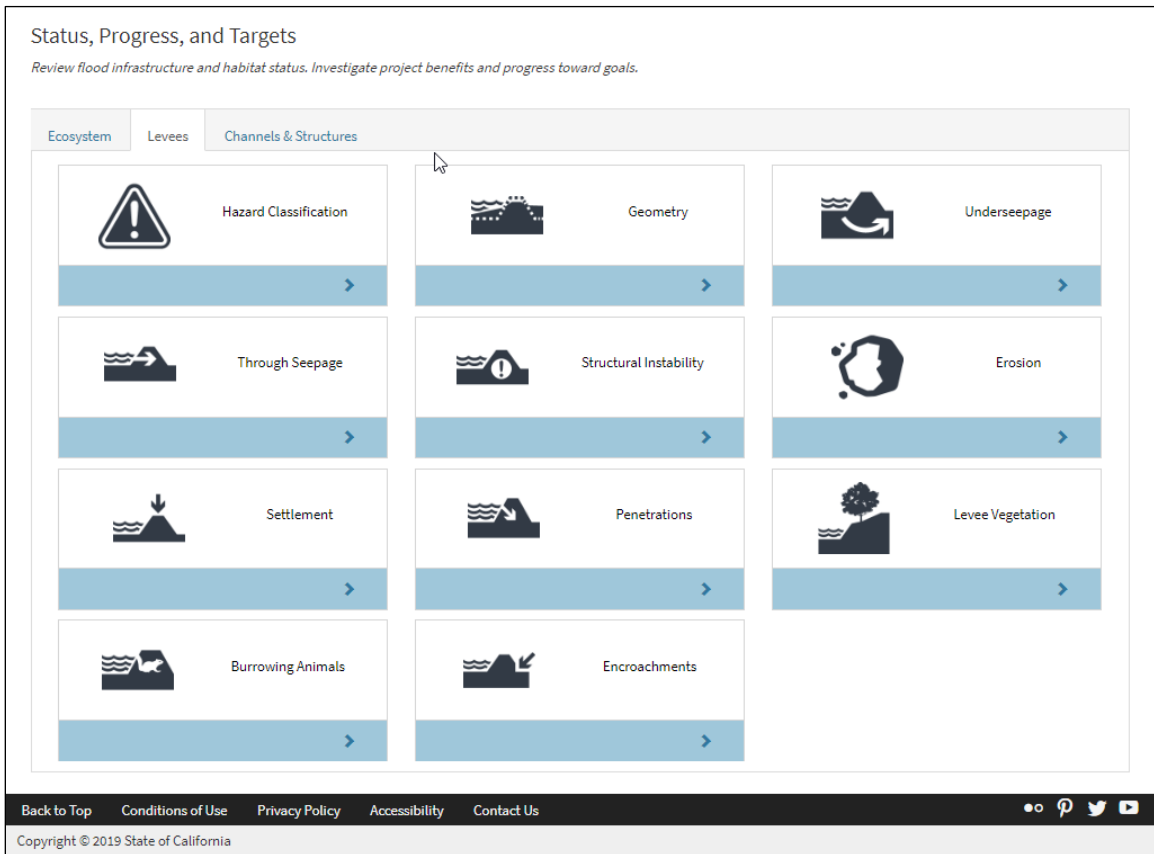 Status, Progress, and Targets
Review flood infrastructure and habitat status. Investigate project benefits and progress toward goals.
Ecosystem Levees Channels & Structures
Hazard Classification Geometry Underseepage
Through Seepage Structural Instability Erosion
Settlement Penetrations Levee Vegetation
Burrowing Animals Encroachments
Back to Top Conditions of Use Privacy Policy Accessibility Contact Us
Copyright © 2019 State of California